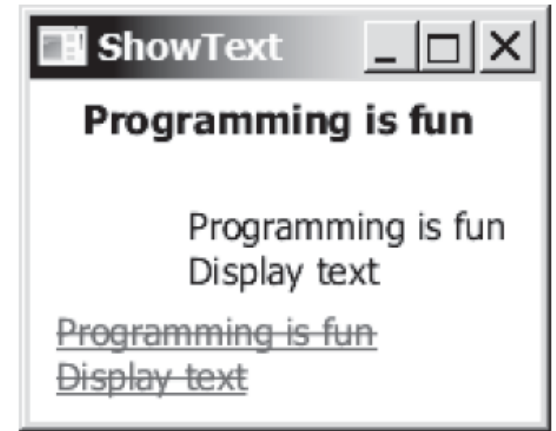 ShowText
Programming is fun
Programming is fun
Display text
Programming is fun
Display text